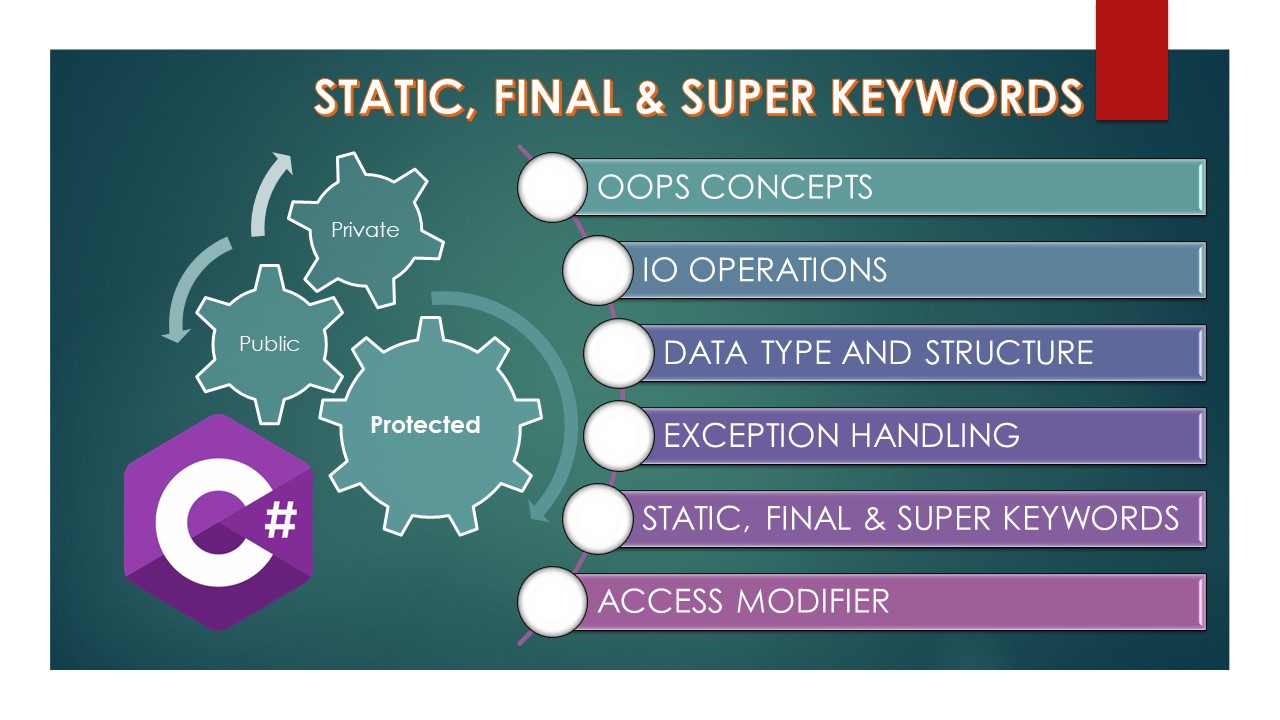 STATIC, FINAL & SUPER KEYWORDS
Private
Public
Protected
C#
OOPS CONCEPTS
IO OPERATIONS
DATA TYPE AND STRUCTURE
EXCEPTION HANDLING
STATIC, FINAL & SUPER KEYWORDS
ACCESS MODIFIER